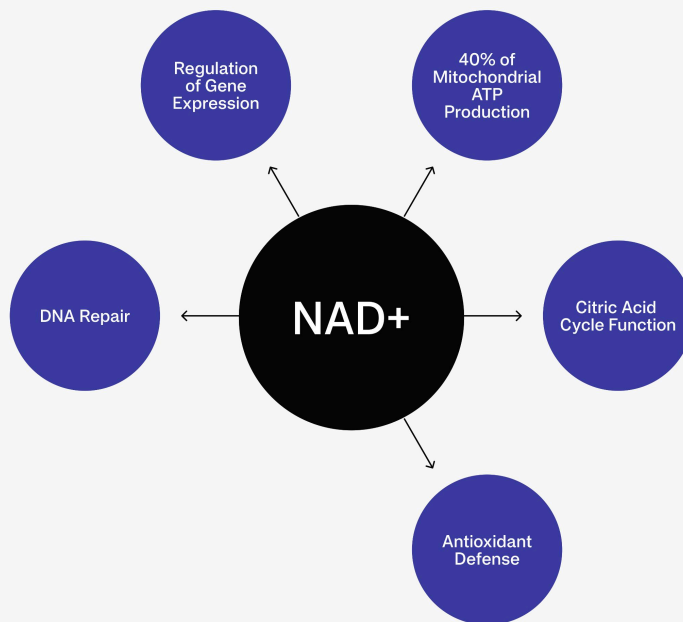 Regulation
of Gene
Expression
40% of
Mitochondrial
ATP
Production
DNA Repair
NAD+
Citric Acid
Cycle Function
Antioxidant
Defense